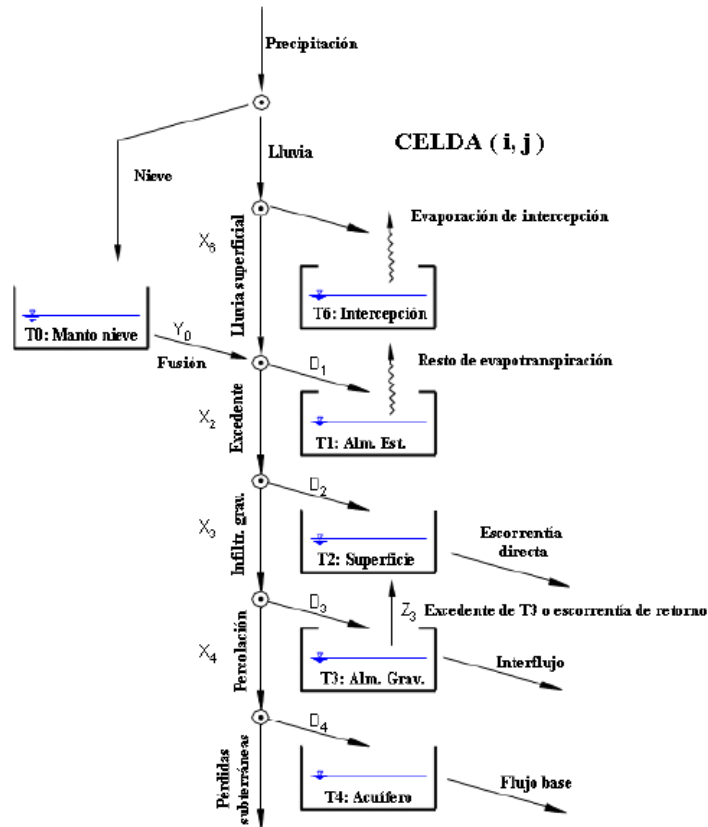 Precipitación
CELDA ( i, j )
Lluvia
Nieve
Evaporación de intercepción
X6
Lluvia superficial
T6: Intercepción
T0: Manto nieve
Y0
Fusión
D1
Resto de evapotranspiración
X2
Excedente
T1: Alm. Est.
D2
X3
Infiltr. grav.
T2: Superficie
Escorrentía
directa
D3
Z3
Excedente de T3 o escorrentía de retorno
X4
Percolación
T3: Alm. Grav.
Interflujo
D4
Pérdidas
subterráneas
T4: Acuífero
Flujo base